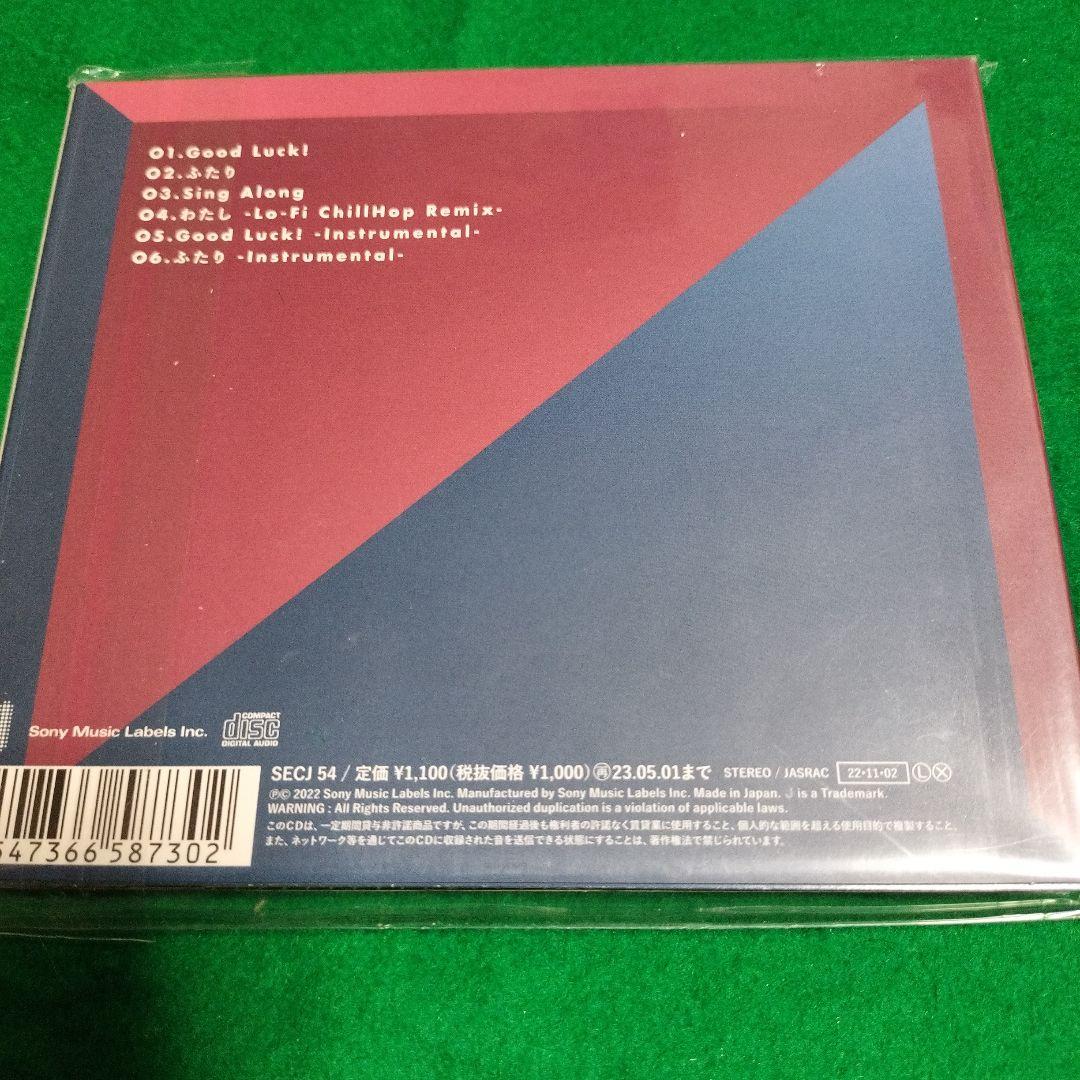 01.Good Luck!
02.ふたり
03.Sing Along
04.わたし -Lo-Fi ChillHop Remix-
05.Good Luck! -Instrumental-
06.ふたり -Instrumental-
Sony Music Labels Inc.
COMPACT
disc
DIGITAL AUDIO
SECJ 54 / 定価 ¥1,100(税抜価格 ¥1,000) 再23.05.01まで STEREO / JASRAC 22・11・02 Ⓛ Ⓧ
ⓅⒸ 2022 Sony Music Labels Inc. Manufactured by Sony Music Labels Inc. Made in Japan. is a Trademark.
WARNING : All Rights Reserved. Unauthorized duplication is a violation of applicable laws.
このCDは、一定期間貸与非許諾商品ですが、この期間経過後も権利者の許諾なく賃貸業に使用すること、個人的な範囲を超える使用目的で複製すること、
また、ネットワーク等を通じてこのCDに収録された音を送信できる状態にすることは、著作権法で禁じられています。
547366 587302